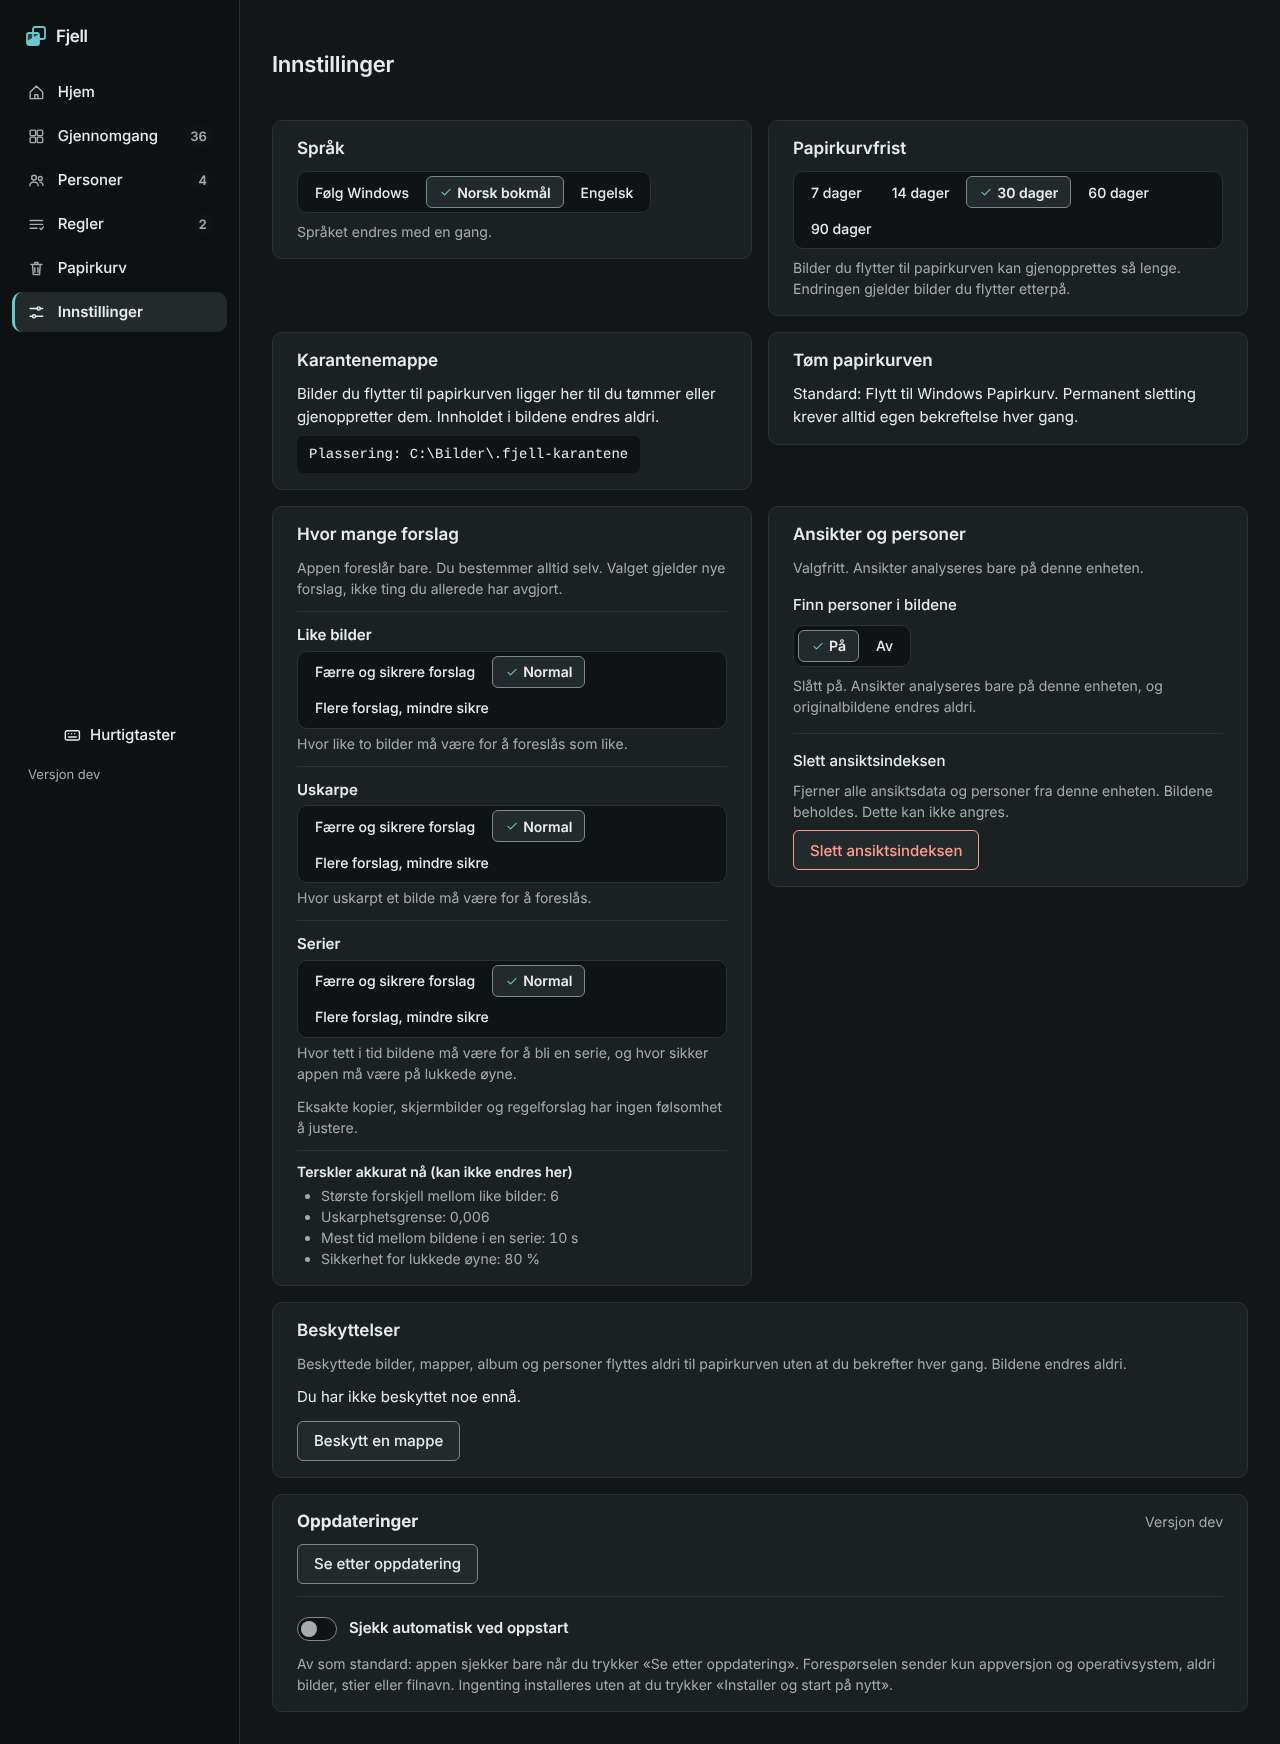 Fjell
Hjem
Gjennomgang 36
Personer 4
Regler 2
Papirkurv
Innstillinger
Hurtigtaster
Versjon dev
Innstillinger
Språk
Følg Windows Norsk bokmål Engelsk
Språket endres med en gang.
Papirkurvfrist
7 dager 14 dager 30 dager 60 dager
90 dager
Bilder du flytter til papirkurven kan gjenopprettes så lenge.
Endringen gjelder bilder du flytter etterpå.
Karantenemappe
Bilder du flytter til papirkurven ligger her til du tømmer eller
gjenoppretter dem. Innholdet i bildene endres aldri.
Plassering: C:\Bilder\.fjell-karantene
Tøm papirkurven
Standard: Flytt til Windows Papirkurv. Permanent sletting
krever alltid egen bekreftelse hver gang.
Hvor mange forslag
Appen foreslår bare. Du bestemmer alltid selv. Valget gjelder nye
forslag, ikke ting du allerede har avgjort.
Like bilder
Færre og sikrere forslag Normal
Flere forslag, mindre sikre
Hvor like to bilder må være for å foreslås som like.
Uskarpe
Færre og sikrere forslag Normal
Flere forslag, mindre sikre
Hvor uskarpt et bilde må være for å foreslås.
Serier
Færre og sikrere forslag Normal
Flere forslag, mindre sikre
Hvor tett i tid bildene må være for å bli en serie, og hvor sikker
appen må være på lukkede øyne.
Eksakte kopier, skjermbilder og regelforslag har ingen følsomhet
å justere.
Terskler akkurat nå (kan ikke endres her)
• Største forskjell mellom like bilder: 6
• Uskarphetsgrense: 0,006
• Mest tid mellom bildene i en serie: 10 s
• Sikkerhet for lukkede øyne: 80 %
Ansikter og personer
Valgfritt. Ansikter analyseres bare på denne enheten.
Finn personer i bildene
På Av
Slått på. Ansikter analyseres bare på denne enheten, og
originalbildene endres aldri.
Slett ansiktsindeksen
Fjerner alle ansiktsdata og personer fra denne enheten. Bildene
beholdes. Dette kan ikke angres.
Slett ansiktsindeksen
Beskyttelser
Beskyttede bilder, mapper, album og personer flyttes aldri til papirkurven uten at du bekrefter hver gang. Bildene endres aldri.
Du har ikke beskyttet noe ennå.
Beskytt en mappe
Oppdateringer Versjon dev
Se etter oppdatering
Sjekk automatisk ved oppstart
Av som standard: appen sjekker bare når du trykker «Se etter oppdatering». Forespørselen sender kun appversjon og operativsystem, aldri
bilder, stier eller filnavn. Ingenting installeres uten at du trykker «Installer og start på nytt».